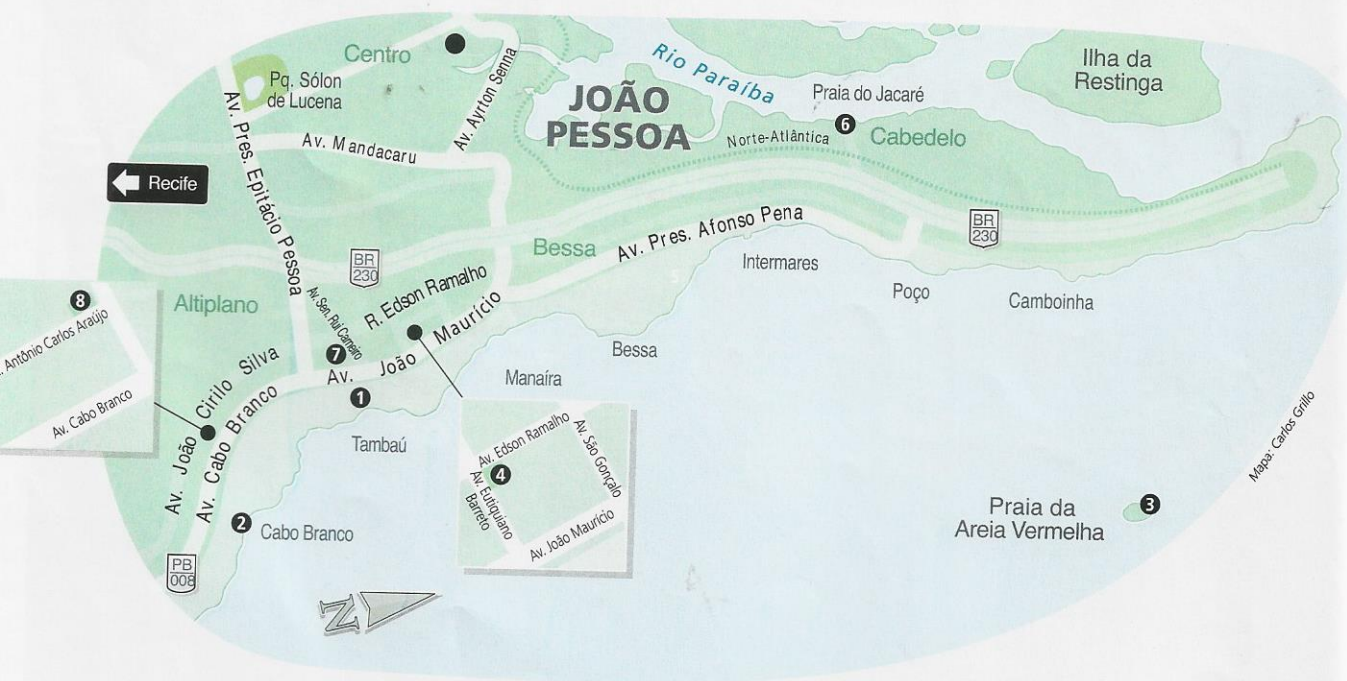 Centro
Pq. Sólon
de Lucena
Av. Ayrton Senna
Av. Pres. Epitácio Pessoa
Av. Mandacaru
Recife
JOÃO
PESSOA
Rio Paraíba
Praia do Jacaré
6
Norte-Atlântica
Cabedelo
Ilha da
Restinga
BR
230
BR
230
Bessa
Av. Pres. Afonso Pena
Intermares
Poço
Camboinha
Altiplano
Av. Sen. Rui Carneiro
R. Edson Ramalho
7
Av. João Maurício
1
Bessa
Manaíra
Tambaú
8
Antônio Carlos Araújo
Av. Cabo Branco
Av. João Cirilo Silva
Av. Cabo Branco
2
Cabo Branco
PB
008
Av. Edson Ramalho
Av. São Gonçalo
4
Av. Eutiquiano
Barreto
Av. João Maurício
N
Praia da
Areia Vermelha
3
Mapa: Carlos Grillo